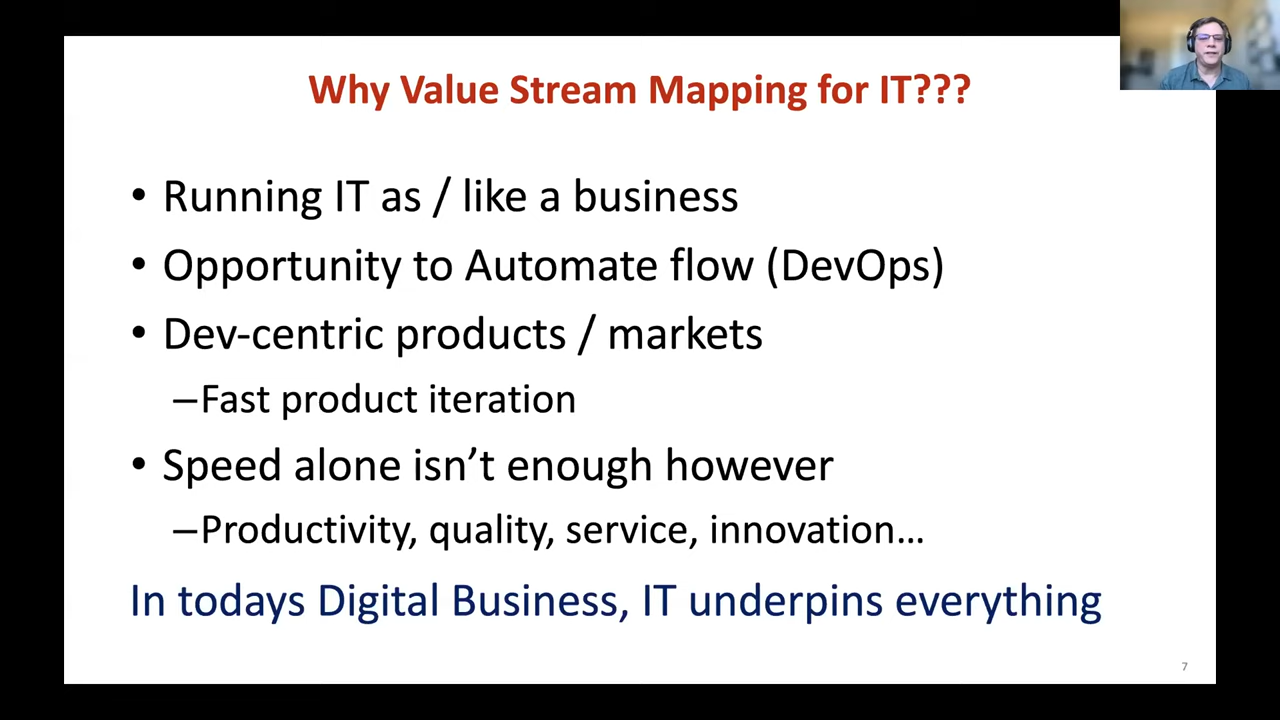 Why Value Stream Mapping for IT???
• Running IT as / like a business
• Opportunity to Automate flow (DevOps)
• Dev-centric products / markets
–Fast product iteration
• Speed alone isn’t enough however
–Productivity, quality, service, innovation…
In todays Digital Business, IT underpins everything
7